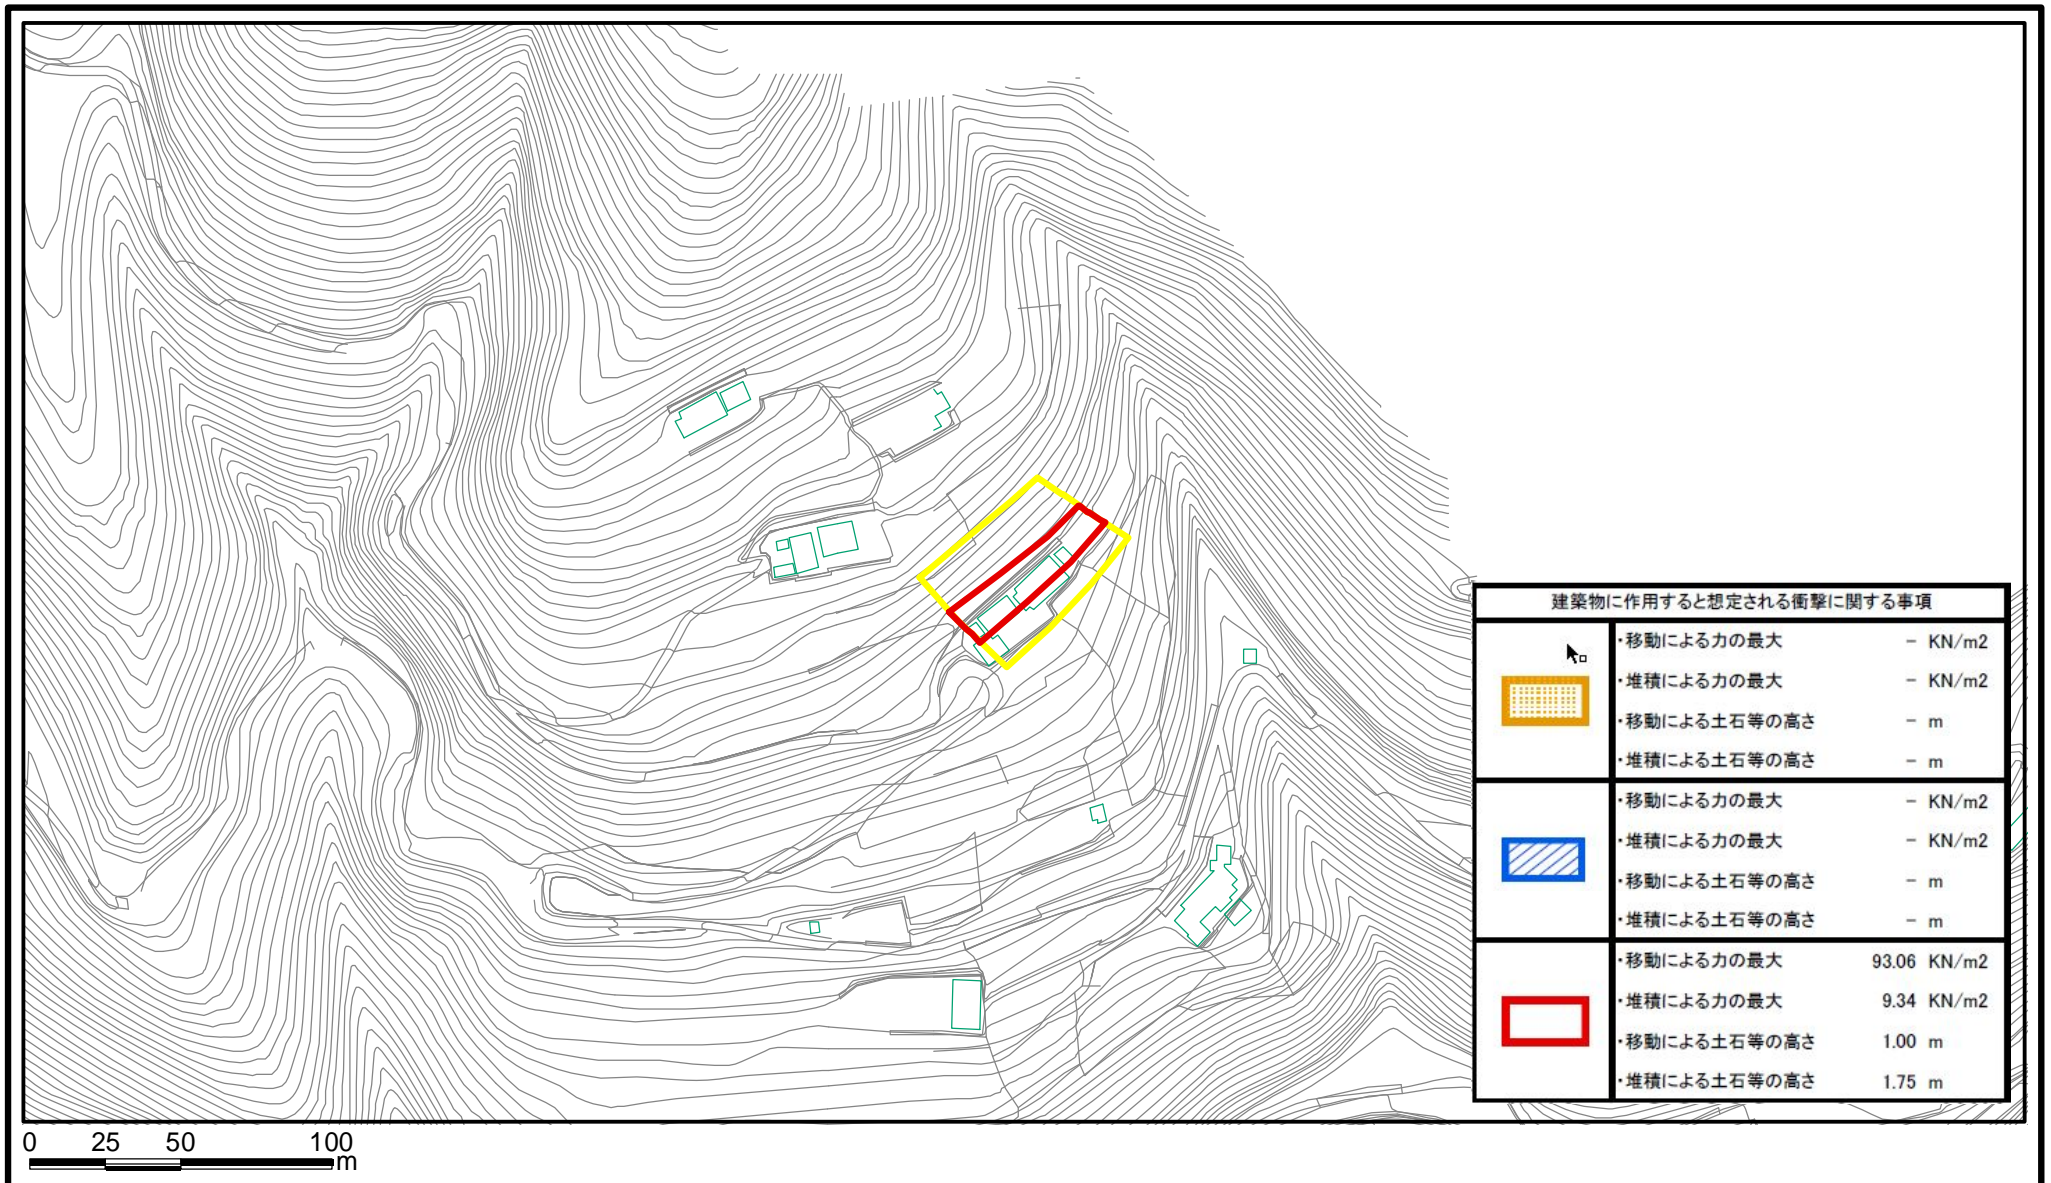 建築物に作用すると想定される衝撃に関する事項
・移動による力の最大 － KN/m2
・堆積による力の最大 － KN/m2
・移動による土石等の高さ － m
・堆積による土石等の高さ － m
・移動による力の最大 － KN/m2
・堆積による力の最大 － KN/m2
・移動による土石等の高さ － m
・堆積による土石等の高さ － m
・移動による力の最大 93.06 KN/m2
・堆積による力の最大 9.34 KN/m2
・移動による土石等の高さ 1.00 m
・堆積による土石等の高さ 1.75 m
0 25 50 100
m